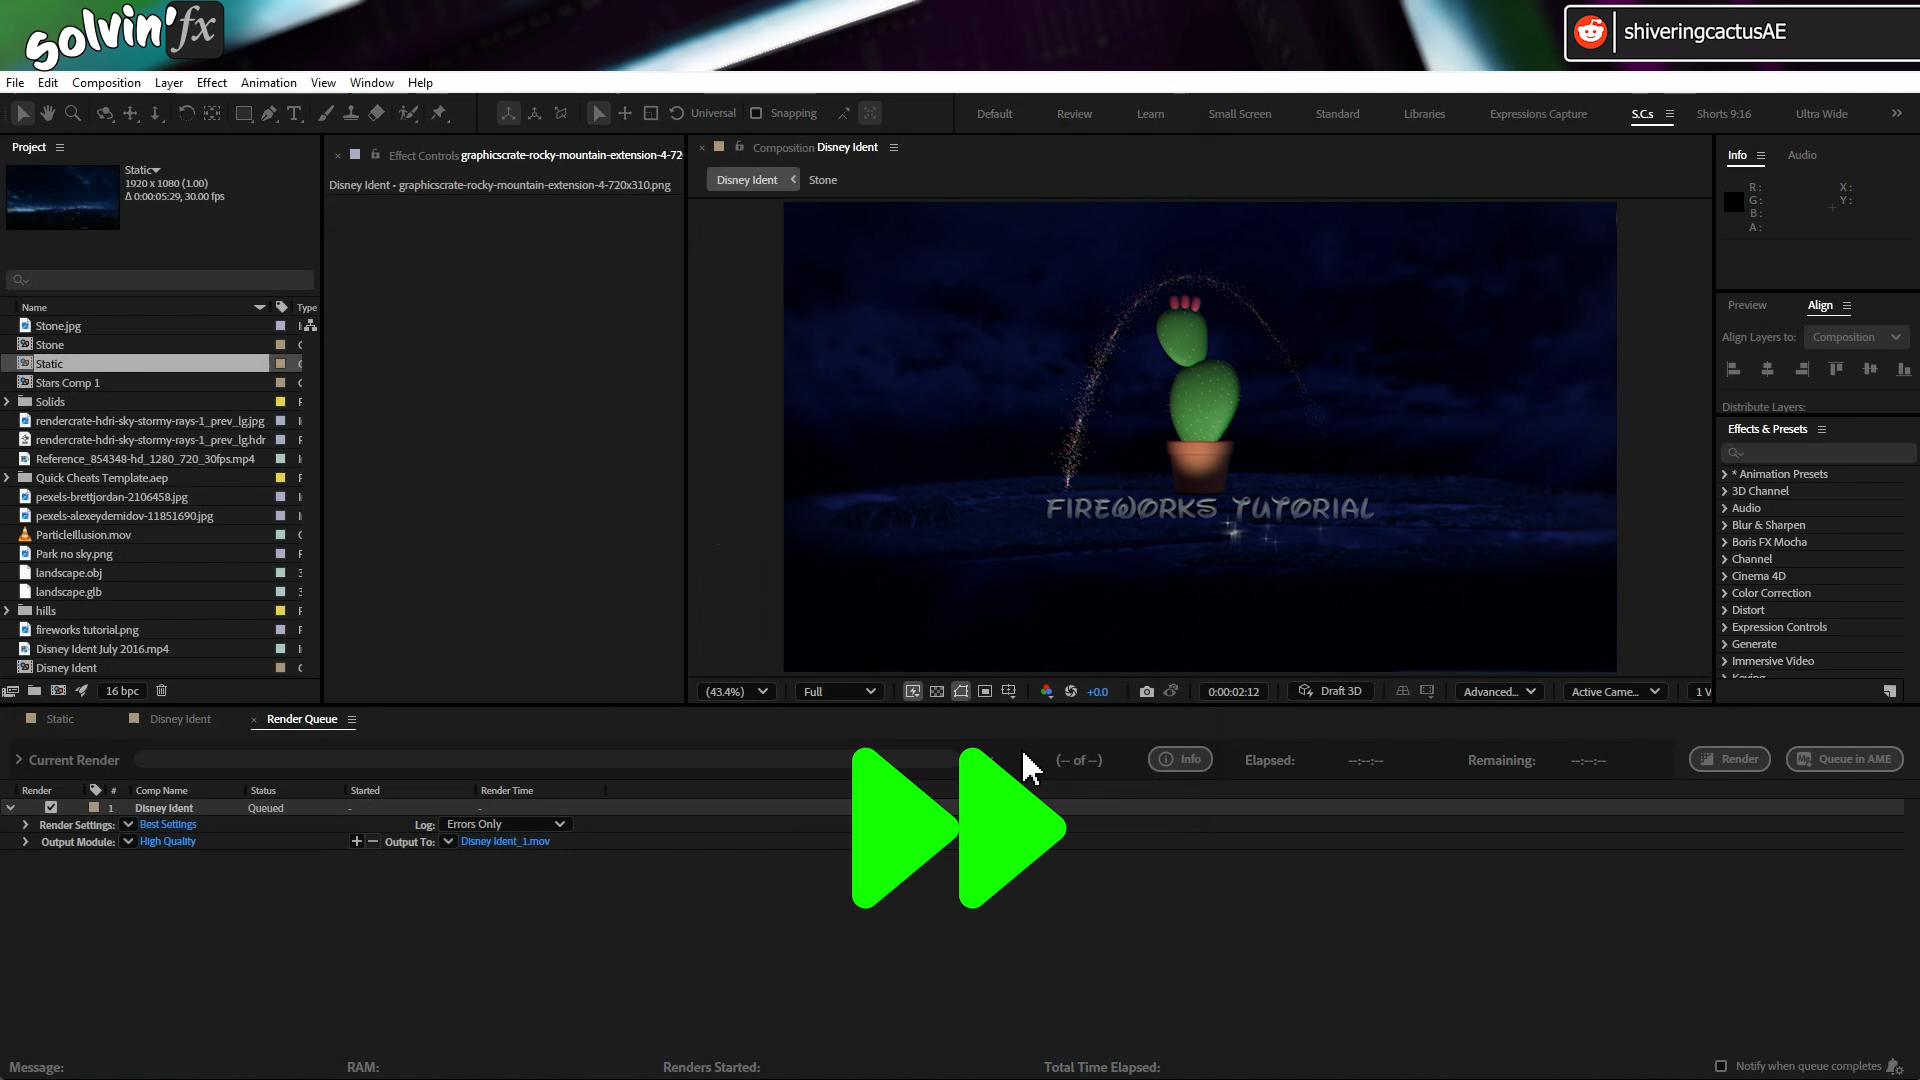 solvin'fx
shiveringcactusAE
File Edit Composition Layer Effect Animation View Window Help
Universal Snapping Default Review Learn Small Screen Standard Libraries Expressions Capture S.C.s Shorts 9:16 Ultra Wide
Project
Static
1920 x 1080 (1.00)
Δ 0:00:05:29, 30.00 fps
Name Type
Stone.jpg
Stone
Static
Stars Comp 1
Solids
rendercrate-hdri-sky-stormy-rays-1_prev_lg.jpg
rendercrate-hdri-sky-stormy-rays-1_prev_lg.hdr
Reference_854348-hd_1280_720_30fps.mp4
Quick Cheats Template.aep
pexels-brettjordan-2106458.jpg
pexels-alexeydemidov-11851690.jpg
ParticleIllusion.mov
Park no sky.png
landscape.obj
landscape.glb
hills
fireworks tutorial.png
Disney Ident July 2016.mp4
Disney Ident
16 bpc
Effect Controls graphicscrate-rocky-mountain-extension-4-72
Disney Ident • graphicscrate-rocky-mountain-extension-4-720x310.png
Composition Disney Ident
Disney Ident Stone
FIREWORKS TUTORIAL
(43.4%) Full +0.0 0:00:02:12 Draft 3D Advanced... Active Came... 1 V
Info Audio
R: X:
G: Y:
B:
A:
Preview Align
Align Layers to: Composition
Distribute Layers:
Effects & Presets
* Animation Presets
3D Channel
Audio
Blur & Sharpen
Boris FX Mocha
Channel
Cinema 4D
Color Correction
Distort
Expression Controls
Generate
Immersive Video
Keying
Static Disney Ident Render Queue
Current Render (-- of --) Info Elapsed: --:--:-- Remaining: --:--:-- Render Queue in AME
Render # Comp Name Status Started Render Time
1 Disney Ident Queued - -
Render Settings: Best Settings Log: Errors Only
Output Module: High Quality Output To: Disney Ident_1.mov
Message: RAM: Renders Started: Total Time Elapsed: Notify when queue completes